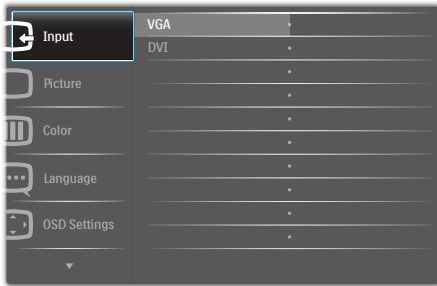 Input
VGA
DVI
Picture
Color
Language
OSD Settings